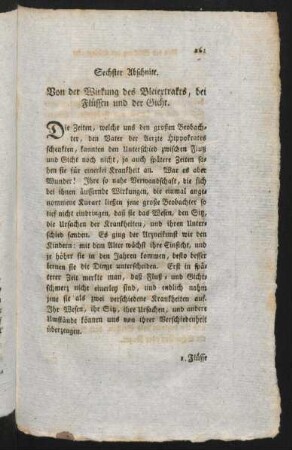 261
Sechster Abschnitt.
Von der Wirkung des Bleiextrakts, bei
Flüssen und der Gicht.
Die Zeiten, welche uns den großen Beobach-
ter, den Vater der Aerzte Hippokrates
schenkten, kannten den Unterschied zwischen Fluß
und Gicht noch nicht, ja auch spätere Zeiten sa-
hen sie für einerlei Krankheit an. War es aber
Wunder! Ihre so nahe Verwandschaft, die sich
bei ihnen äussernde Wirkungen, die einmal ange-
nommene Kurart ließen jene große Beobachter so
tief nicht eindringen, daß sie das Wesen, den Sitz,
die Ursachen der Krankheiten, und ihren Unter-
schied fanden. Es ging der Arzneikunst wie den
Kindern: mit dem Alter wächst ihre Einsicht, und
je höher sie in den Jahren kommen, desto besser
lernen sie die Dinge unterscheiden. Erst in spä-
terer Zeit merkte man, daß Fluß- und Gicht-
schmerz nicht einerley sind, und endlich nahm
jene sie als zwei verschiedene Krankheiten auf.
Ihr Wesen, ihr Sitz, ihre Ursachen, und andere
Umstände können uns von ihrer Verschiedenheit
überzeugen.
1. Flüsse